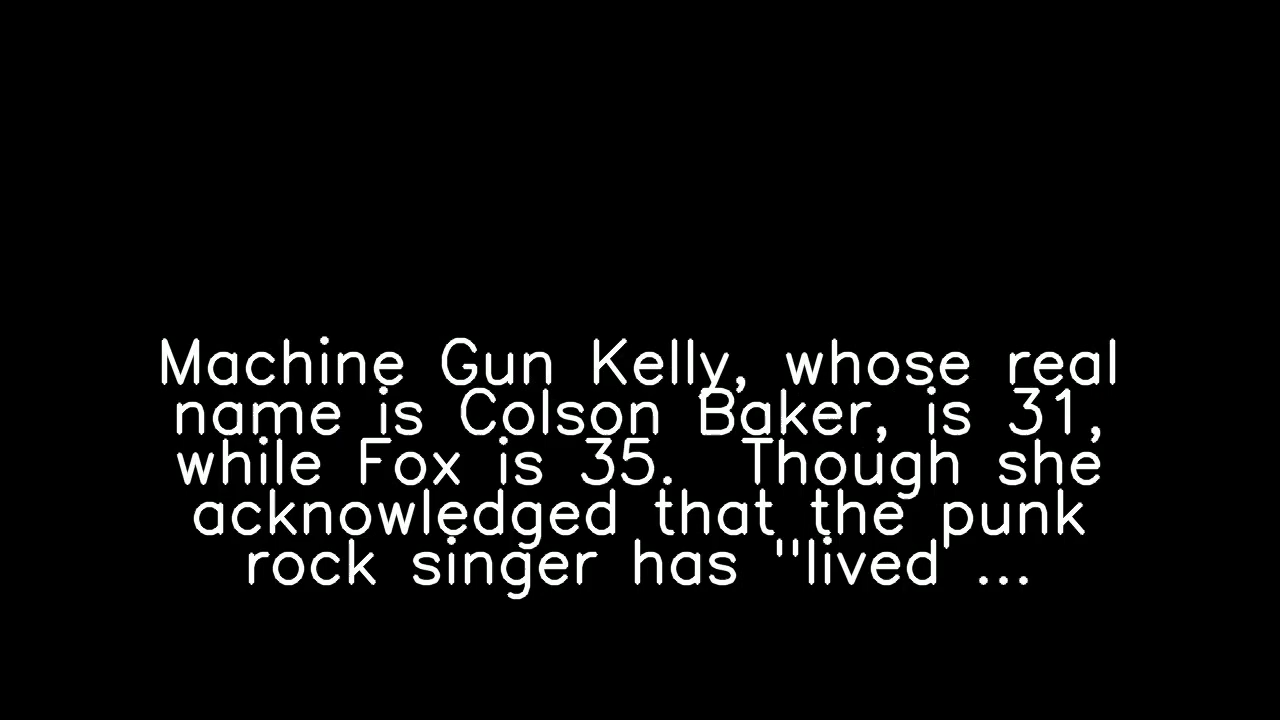 Machine Gun Kelly, whose real
name is Colson Baker, is 31,
while Fox is 35.  Though she
acknowledged that the punk
rock singer has "lived ...